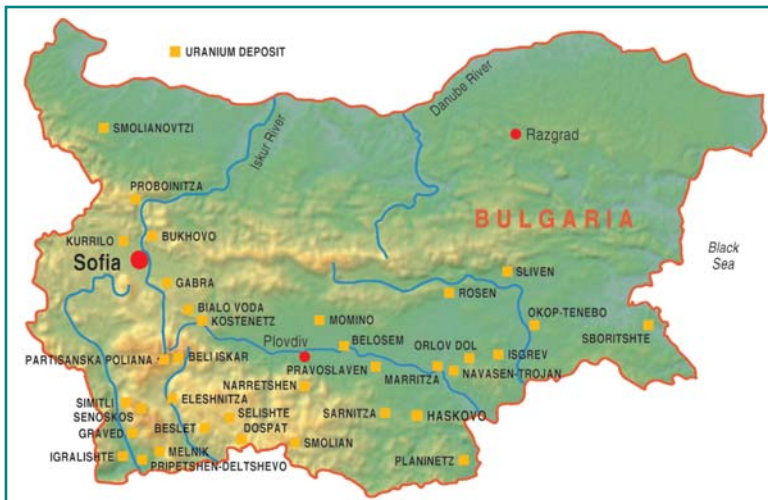 URANIUM DEPOSIT
Danube River
Iskur River
SMOLIANOVTZI
Razgrad
PROBOINITZA
BULGARIA
KURRILO
BUKHOVO
Black
Sea
Sofia
SLIVEN
GABRA
ROSEN
BIALO VODA
KOSTENETZ
MOMINO
OKOP-TENEBO
SBORITSHTE
Plovdiv
BELOSEM
ORLOV DOL
ISGREV
PARTISANSKA POLIANA
BELI ISKAR
PRAVOSLAVEN
MARRITZA
NAVASEN-TROJAN
NARRETSHEN
SIMITLI
ELESHNITZA
SENOSKOS
SELISHTE
SARNITZA
HASKOVO
GRAVED
BESLET
DOSPAT
SMOLIAN
MELNIK
IGRALISHTE
PRIPETSHEN-DELTSHEVO
PLANINETZ